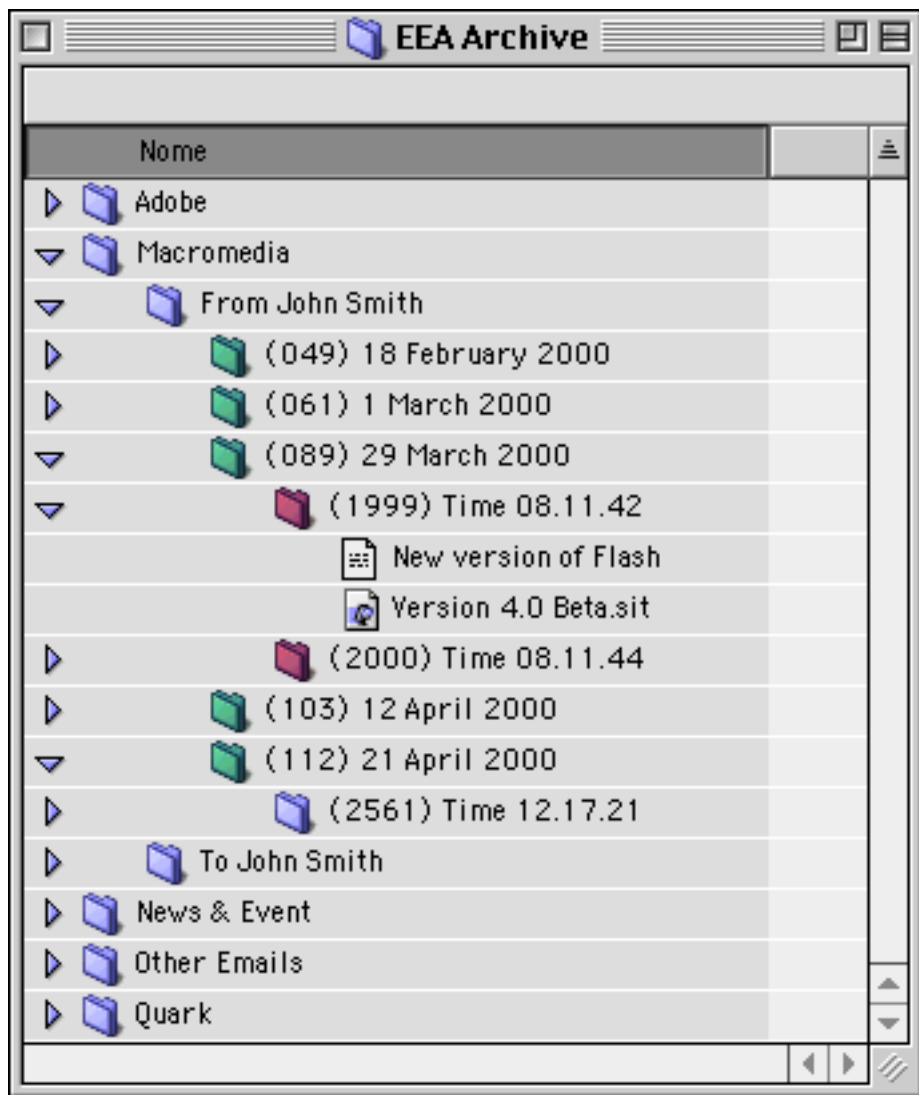 EEA Archive
Nome
Adobe
Macromedia
From John Smith
(049) 18 February 2000
(061) 1 March 2000
(089) 29 March 2000
(1999) Time 08.11.42
New version of Flash
Version 4.0 Beta.sit
(2000) Time 08.11.44
(103) 12 April 2000
(112) 21 April 2000
(2561) Time 12.17.21
To John Smith
News & Event
Other Emails
Quark